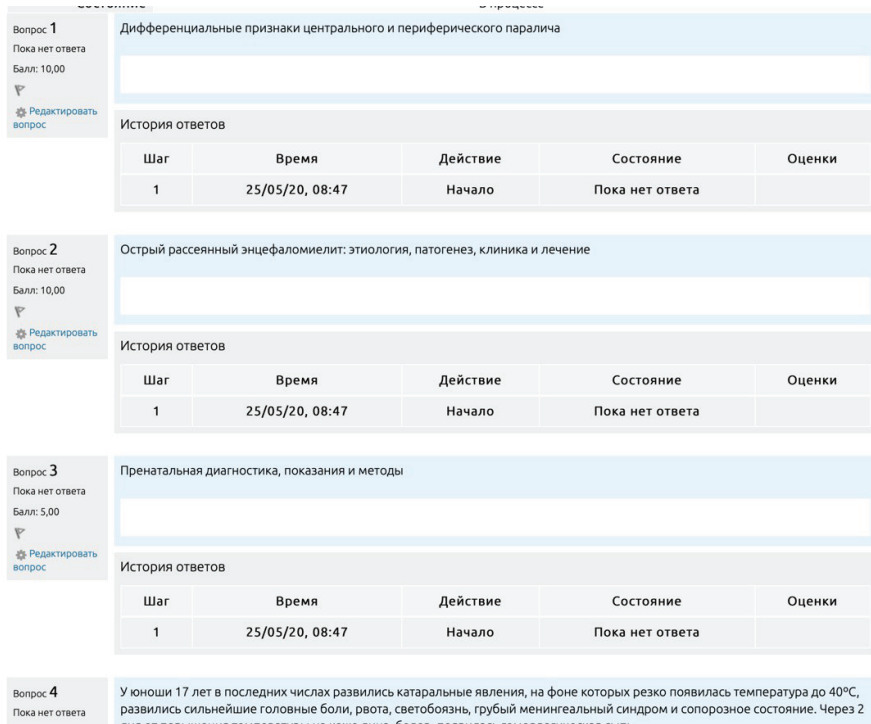 Вопрос 1
Пока нет ответа
Балл: 10,00
Редактировать
вопрос
Дифференциальные признаки центрального и периферического паралича
История ответов
Шаг Время Действие Состояние Оценки
1 25/05/20, 08:47 Начало Пока нет ответа
Вопрос 2
Пока нет ответа
Балл: 10,00
Редактировать
вопрос
Острый рассеянный энцефаломиелит: этиология, патогенез, клиника и лечение
История ответов
Шаг Время Действие Состояние Оценки
1 25/05/20, 08:47 Начало Пока нет ответа
Вопрос 3
Пока нет ответа
Балл: 5,00
Редактировать
вопрос
Пренатальная диагностика, показания и методы
История ответов
Шаг Время Действие Состояние Оценки
1 25/05/20, 08:47 Начало Пока нет ответа
Вопрос 4
Пока нет ответа
У юноши 17 лет в последних числах развились катаральные явления, на фоне которых резко появилась температура до 40ºС,
развились сильнейшие головные боли, рвота, светобоязнь, грубый менингеальный синдром и сопорозное состояние. Через 2